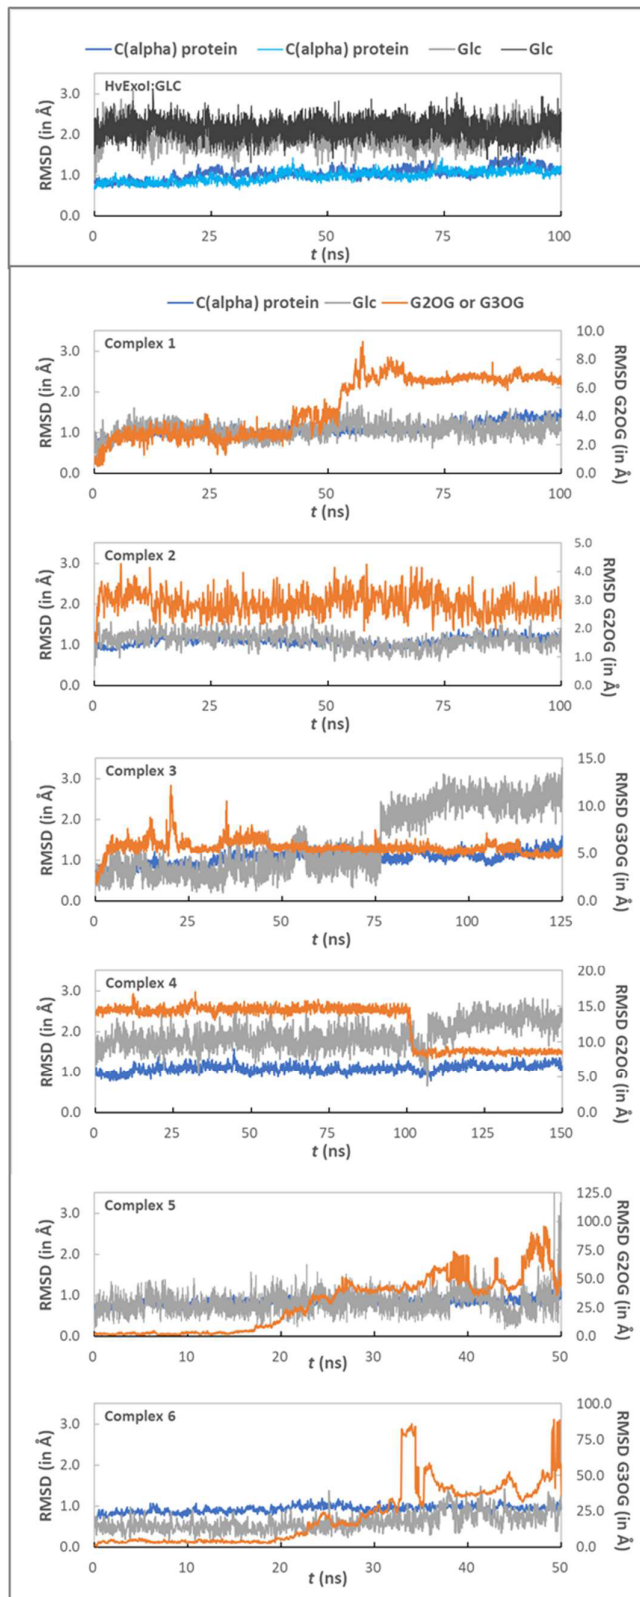 C(alpha) protein C(alpha) protein Glc Glc
HvExoI:GLC
RMSD (in Å)
3.0
2.0
1.0
0.0
0 25 50 75 100
t (ns)
C(alpha) protein Glc G2OG or G3OG
Complex 1
RMSD (in Å)
3.0
2.0
1.0
0.0
10.0
8.0
6.0
4.0
2.0
0.0
RMSD G2OG (in Å)
0 25 50 75 100
t (ns)
Complex 2
RMSD (in Å)
3.0
2.0
1.0
0.0
5.0
4.0
3.0
2.0
1.0
0.0
RMSD G2OG (in Å)
0 25 50 75 100
t (ns)
Complex 3
RMSD (in Å)
3.0
2.0
1.0
0.0
15.0
10.0
5.0
0.0
RMSD G3OG (in Å)
0 25 50 75 100 125
t (ns)
Complex 4
RMSD (in Å)
3.0
2.0
1.0
0.0
20.0
15.0
10.0
5.0
0.0
RMSD G2OG (in Å)
0 25 50 75 100 125 150
t (ns)
Complex 5
RMSD (in Å)
3.0
2.0
1.0
0.0
125.0
100.0
75.0
50.0
25.0
0.0
RMSD G2OG (in Å)
0 10 20 30 40 50
t (ns)
Complex 6
RMSD (in Å)
3.0
2.0
1.0
0.0
100.0
75.0
50.0
25.0
0.0
RMSD G3OG (in Å)
0 10 20 30 40 50
t (ns)